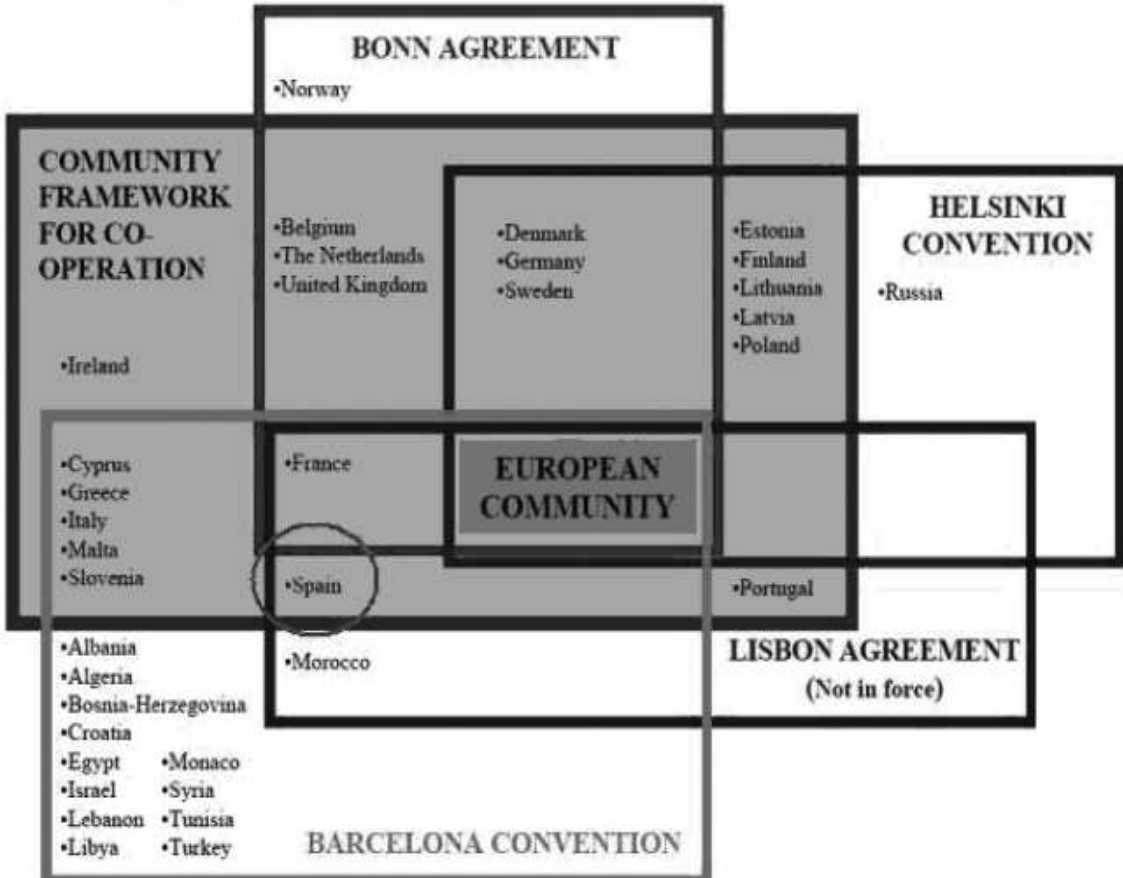 BONN AGREEMENT
•Norway
COMMUNITY
FRAMEWORK
FOR CO-
OPERATION
•Ireland
•Belgium
•The Netherlands
•United Kingdom
•Denmark
•Germany
•Sweden
•Estonia
•Finland
•Lithuania
•Latvia
•Poland
HELSINKI
CONVENTION
•Russia
•Cyprus
•Greece
•Italy
•Malta
•Slovenia
•France
EUROPEAN
COMMUNITY
•Spain
•Portugal
•Albania
•Algeria
•Bosnia-Herzegovina
•Croatia
•Egypt
•Israel
•Lebanon
•Libya
•Monaco
•Syria
•Tunisia
•Turkey
•Morocco
LISBON AGREEMENT
(Not in force)
BARCELONA CONVENTION